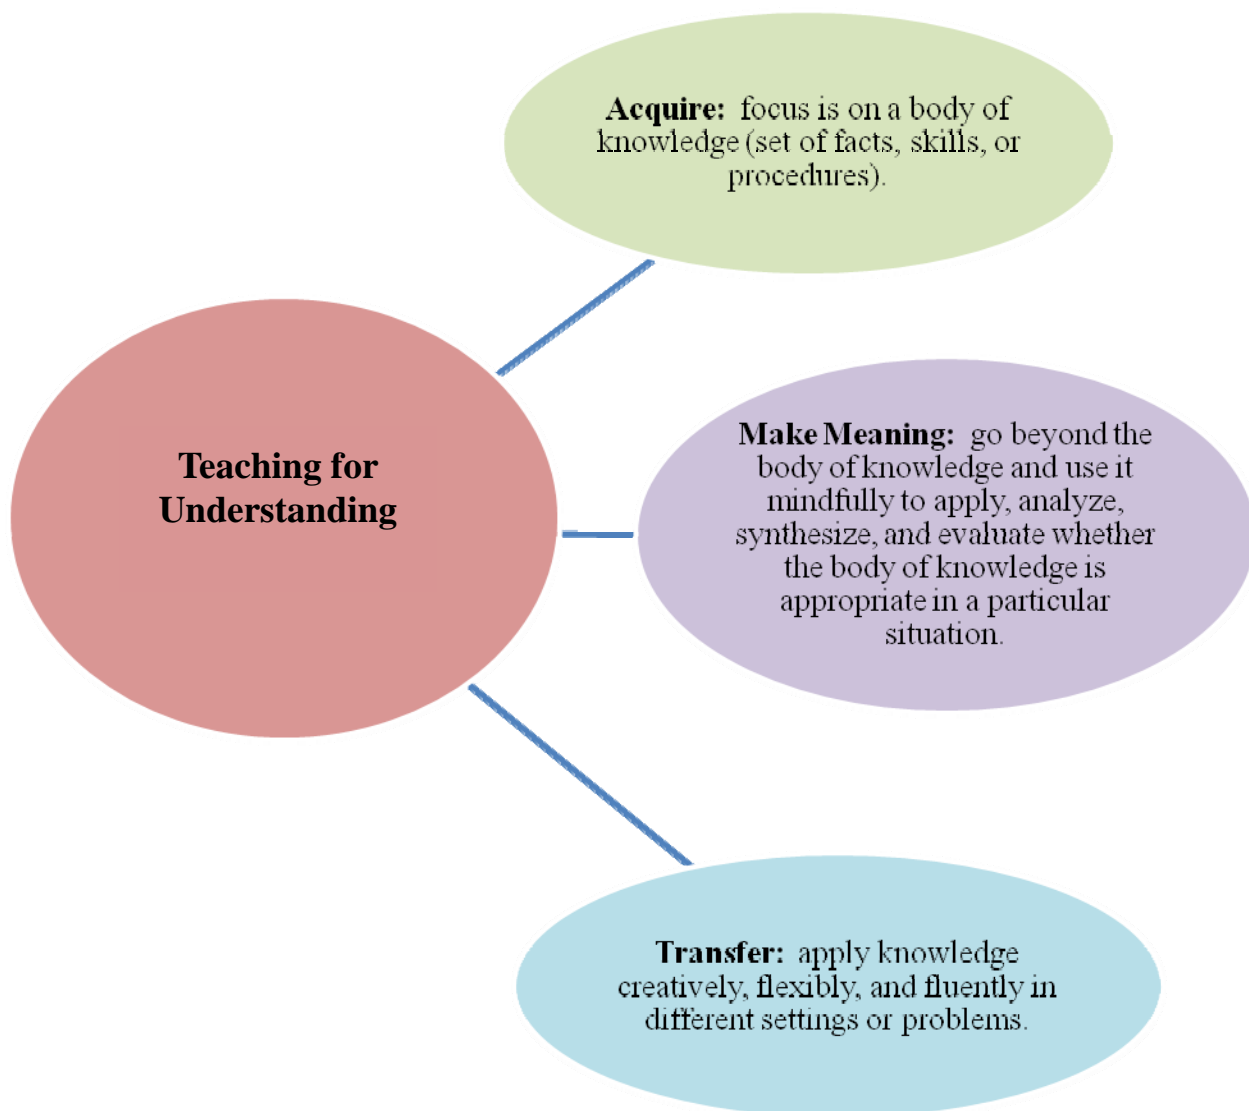 Acquire: focus is on a body of
knowledge (set of facts, skills, or
procedures).
Teaching for
Understanding
Make Meaning: go beyond the
body of knowledge and use it
mindfully to apply, analyze,
synthesize, and evaluate whether
the body of knowledge is
appropriate in a particular
situation.
Transfer: apply knowledge
creatively, flexibly, and fluently in
different settings or problems.